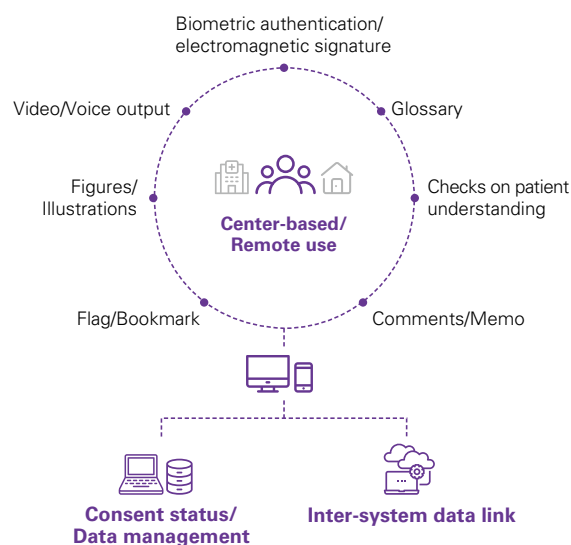 Biometric authentication/
electromagnetic signature
Video/Voice output
Glossary
Figures/
Illustrations
Center-based/
Remote use
Checks on patient
understanding
Flag/Bookmark
Comments/Memo
Consent status/
Data management
Inter-system data link